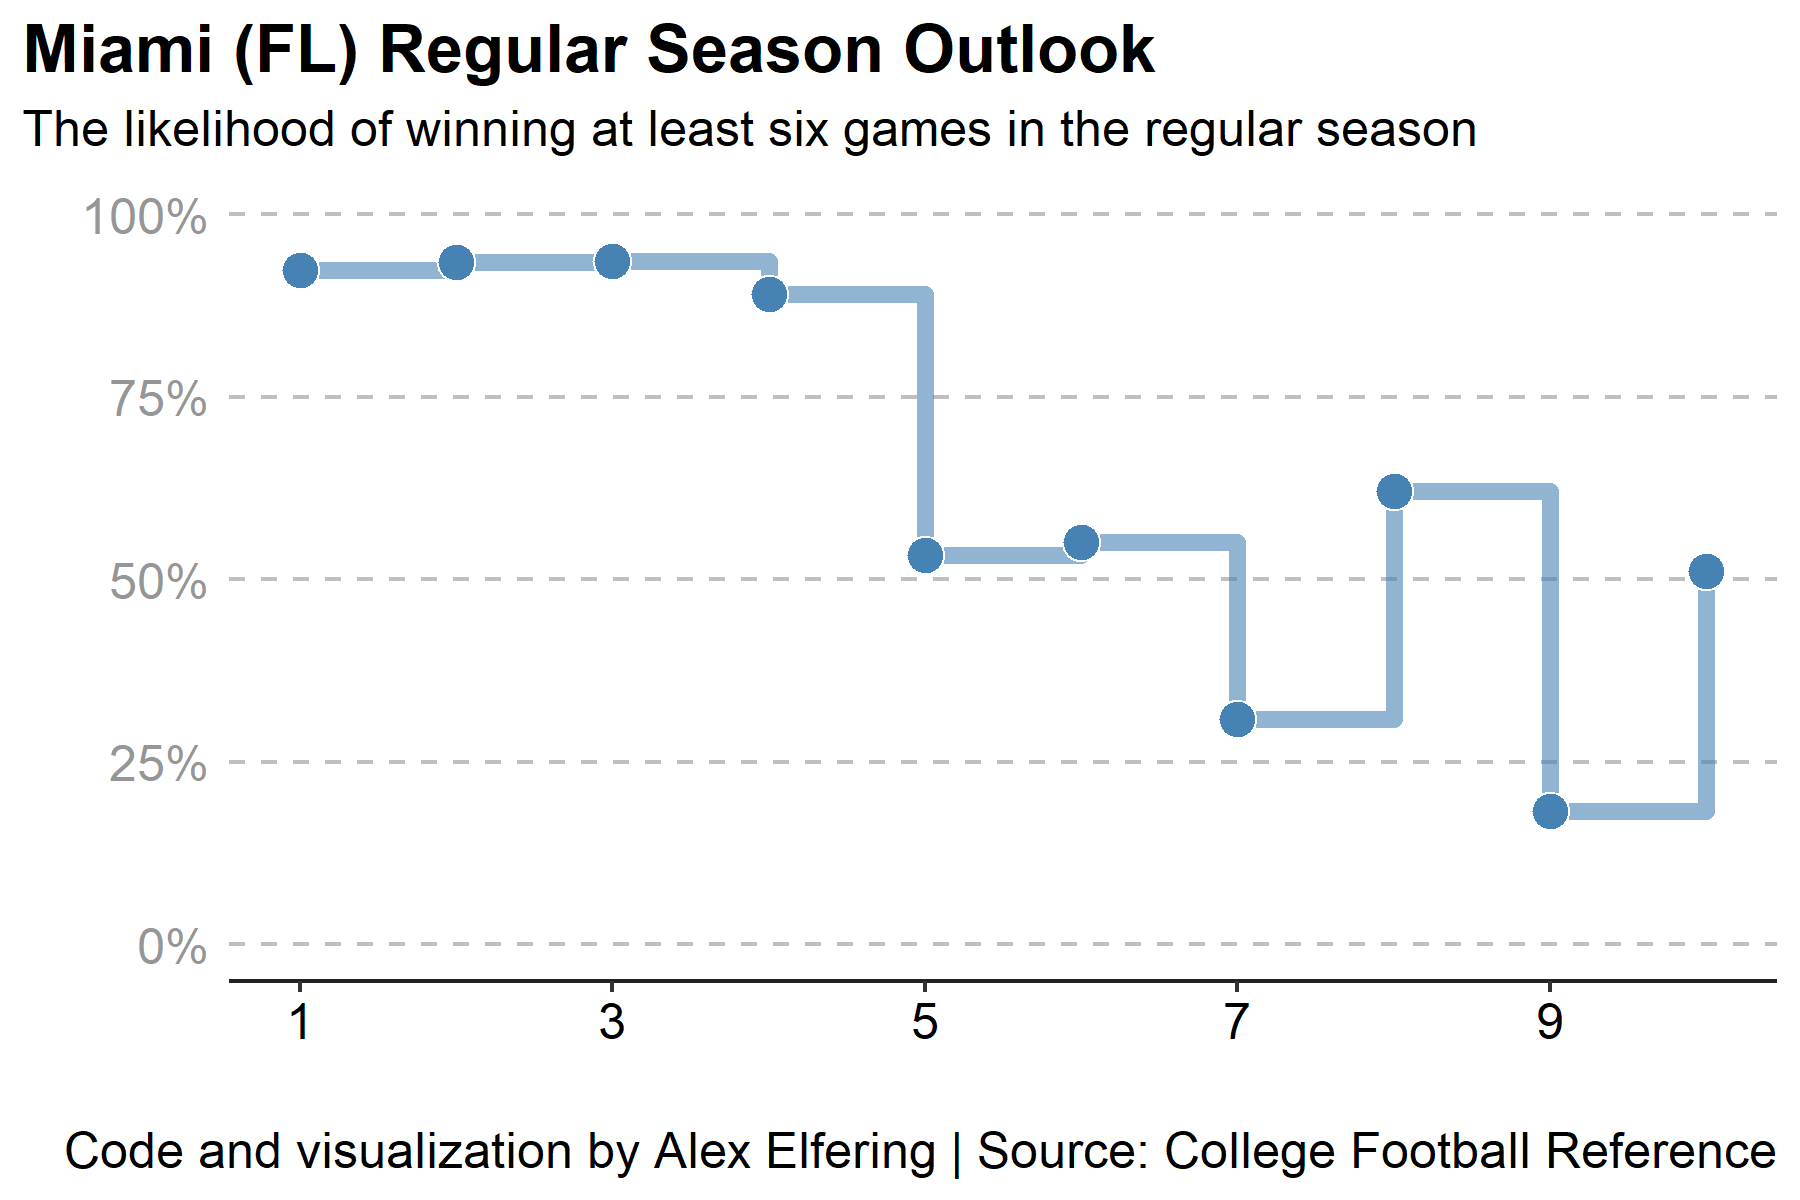 Miami (FL) Regular Season Outlook
The likelihood of winning at least six games in the regular season
100%
75%
50%
25%
0%
1 3 5 7 9
Code and visualization by Alex Elfering | Source: College Football Reference